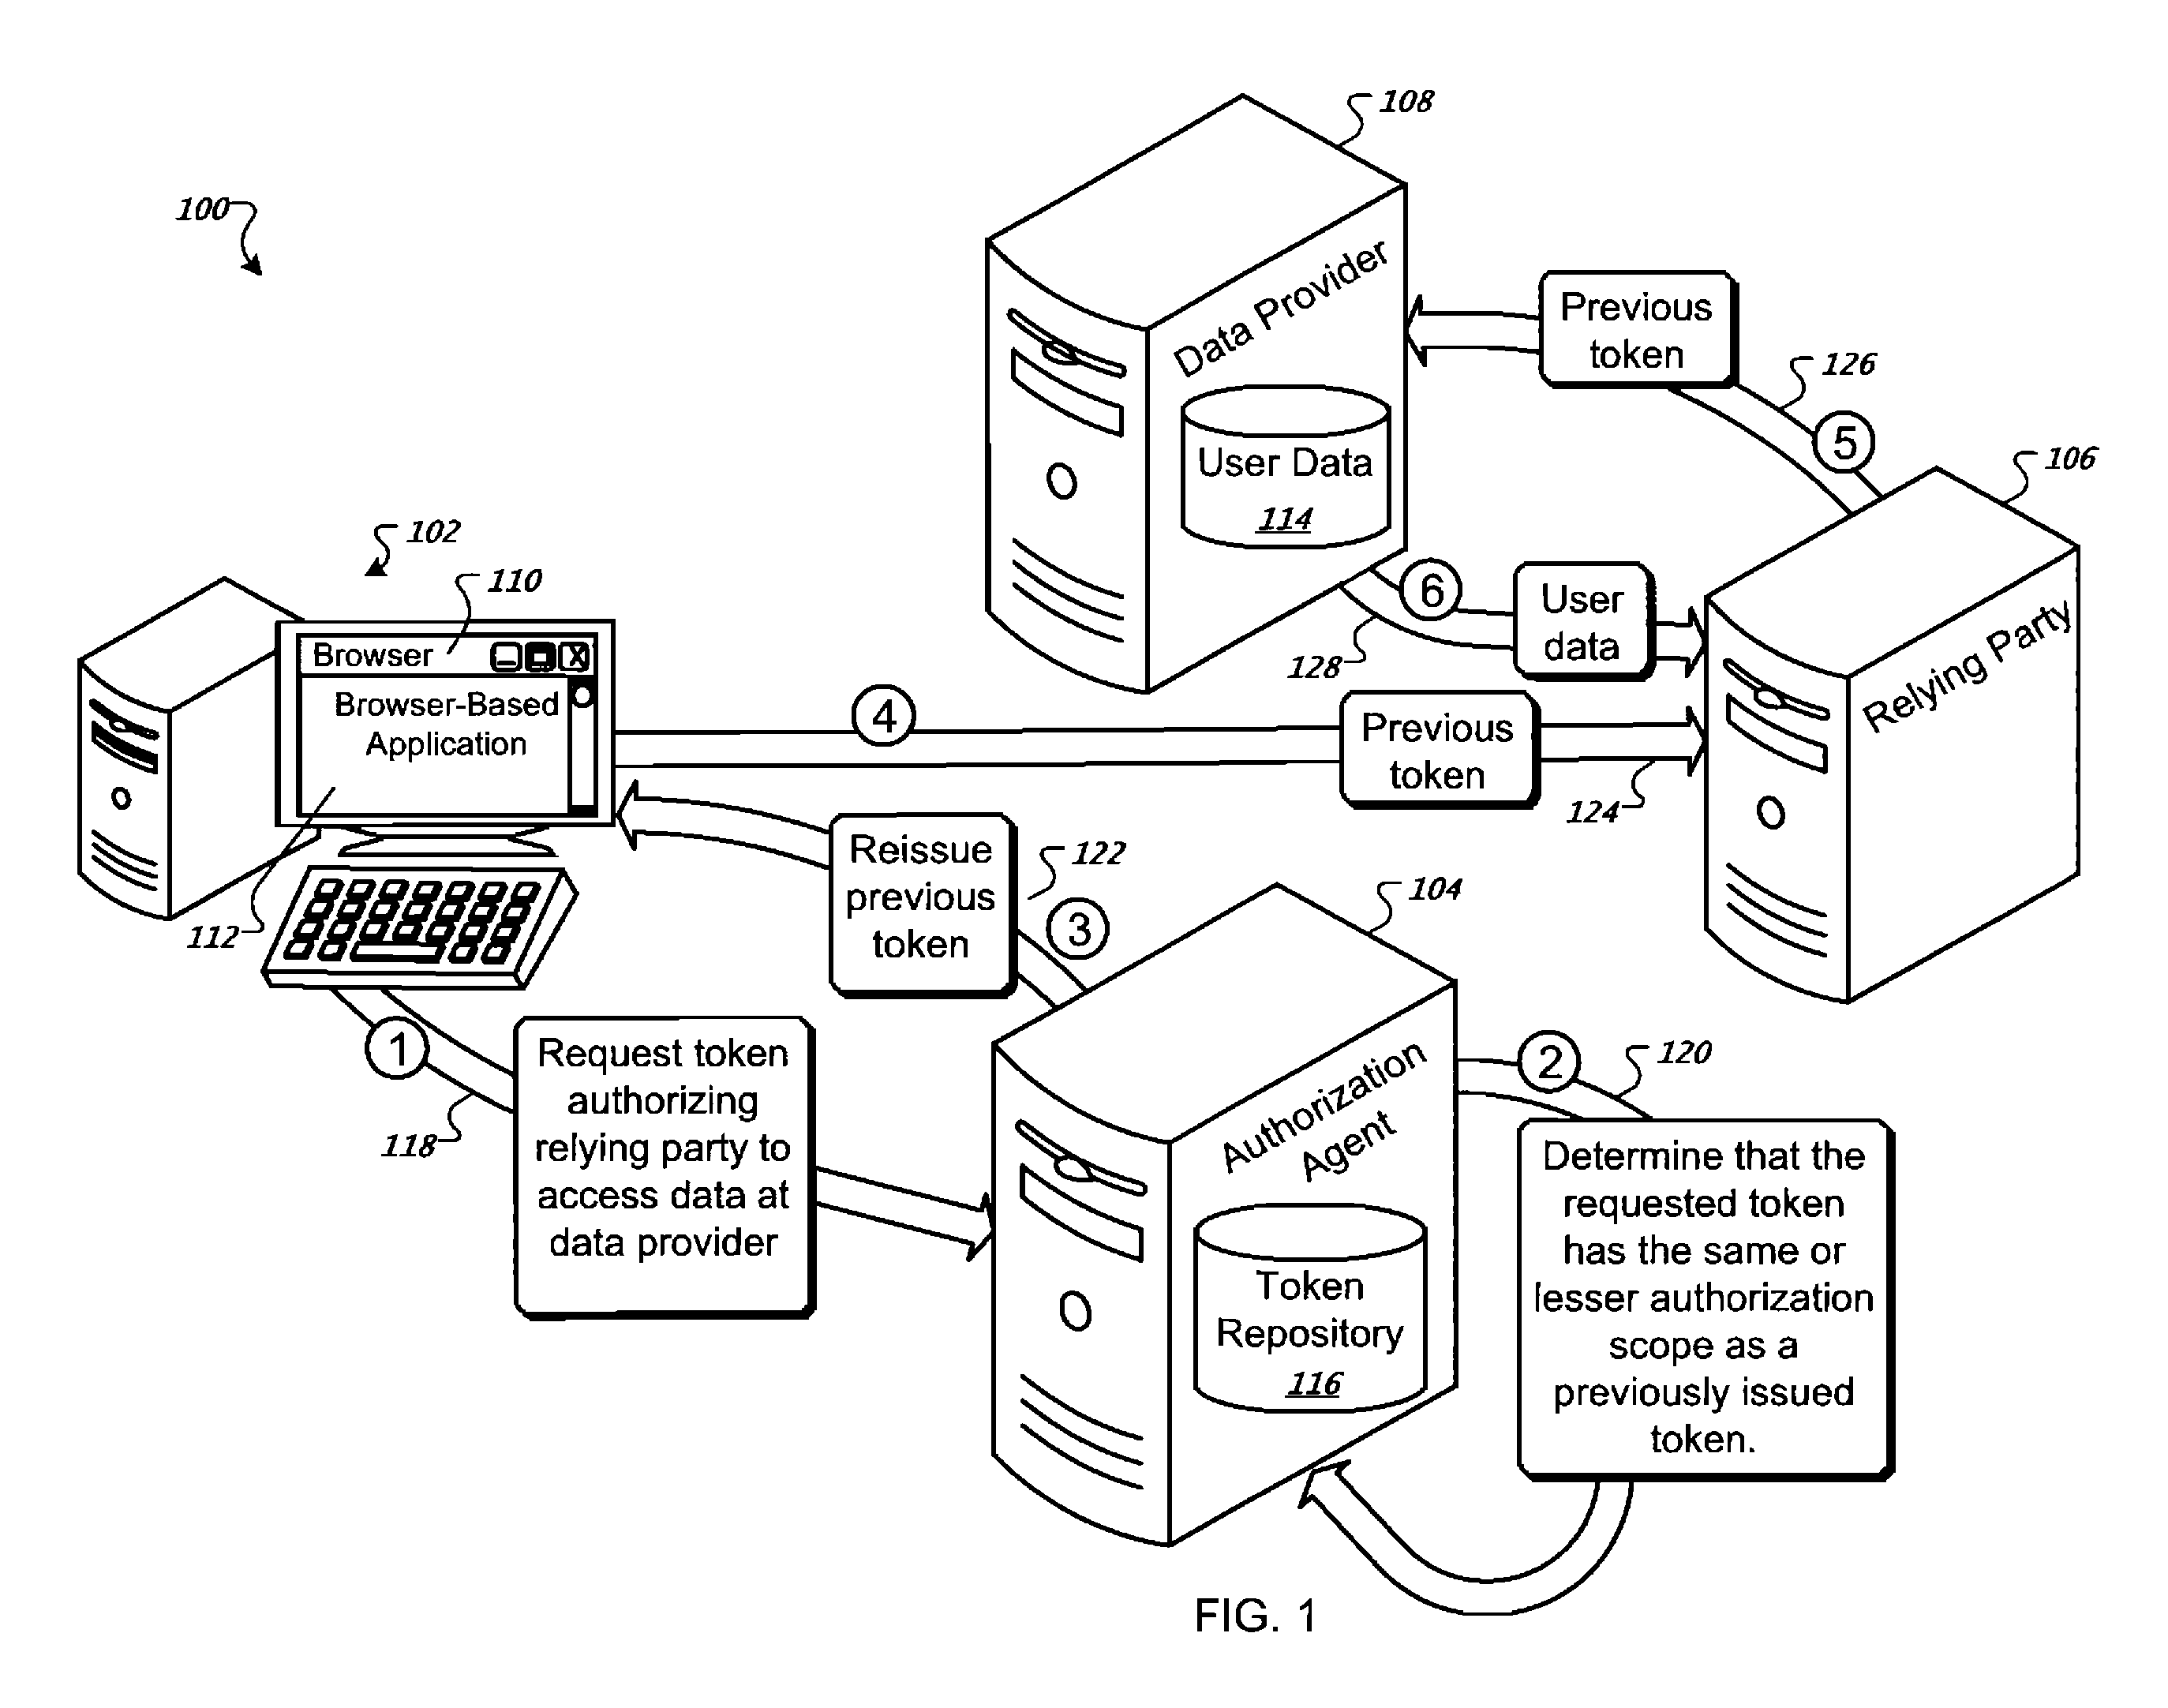 100
108
Data Provider
User Data
114
Previous
token
126
5
106
102
110
Browser
X
Browser-Based
Application
112
6
User
data
128
Relying Party
4
Previous
token
124
Reissue
previous
token
122
3
104
1
118
Request token
authorizing
relying party to
access data at
data provider
Authorization
Agent
Token
Repository
116
2
120
Determine that the
requested token
has the same or
lesser authorization
scope as a
previously issued
token.
FIG. 1